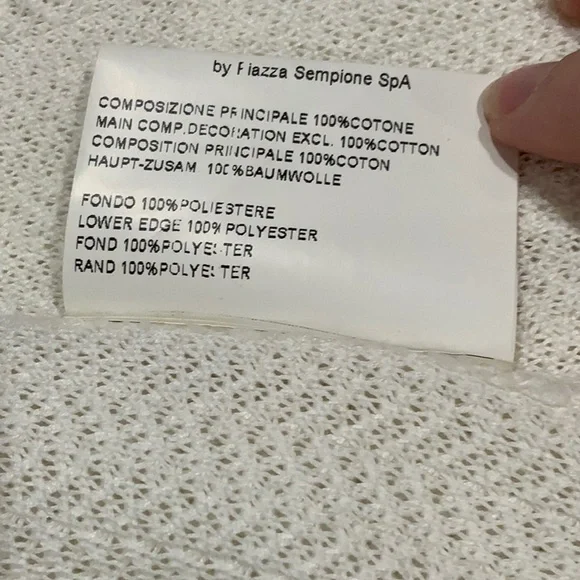 by Piazza Sempione SpA
COMPOSIZIONE PRINCIPALE 100%COTONE
MAIN COMP.DECORATION EXCL. 100%COTTON
COMPOSITION PRINCIPALE 100%COTON
HAUPT-ZUSAM 100%BAUMWOLLE
FONDO 100%POLIESTERE
LOWER EDGE 100% POLYESTER
FOND 100%POLYESTER
RAND 100%POLYESTER